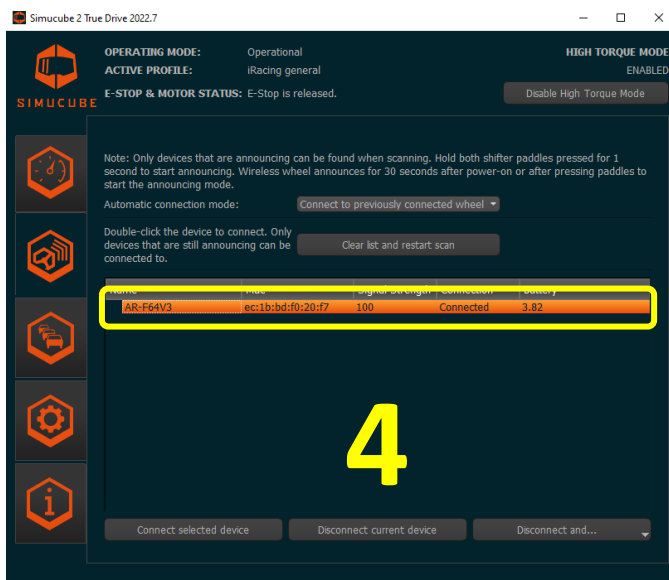 Simucube 2 True Drive 2022.7
OPERATING MODE: Operational
HIGH TORQUE MODE
ACTIVE PROFILE: iRacing general
ENABLED
E-STOP & MOTOR STATUS: E-Stop is released.
Disable High Torque Mode
SIMUCUBE
Note: Only devices that are announcing can be found when scanning. Hold both shifter paddles pressed for 1
second to start announcing. Wireless wheel announces for 30 seconds after power-on or after pressing paddles to
start the announcing mode.
Automatic connection mode: Connect to previously connected wheel
Double-click the device to connect. Only
devices that are still announcing can be
connected to.
Clear list and restart scan
Name Mac Signal Strength Connection Battery
AR-F64V3 ec:1b:bd:f0:20:f7 100 Connected 3.82
4
Connect selected device Disconnect current device Disconnect and...